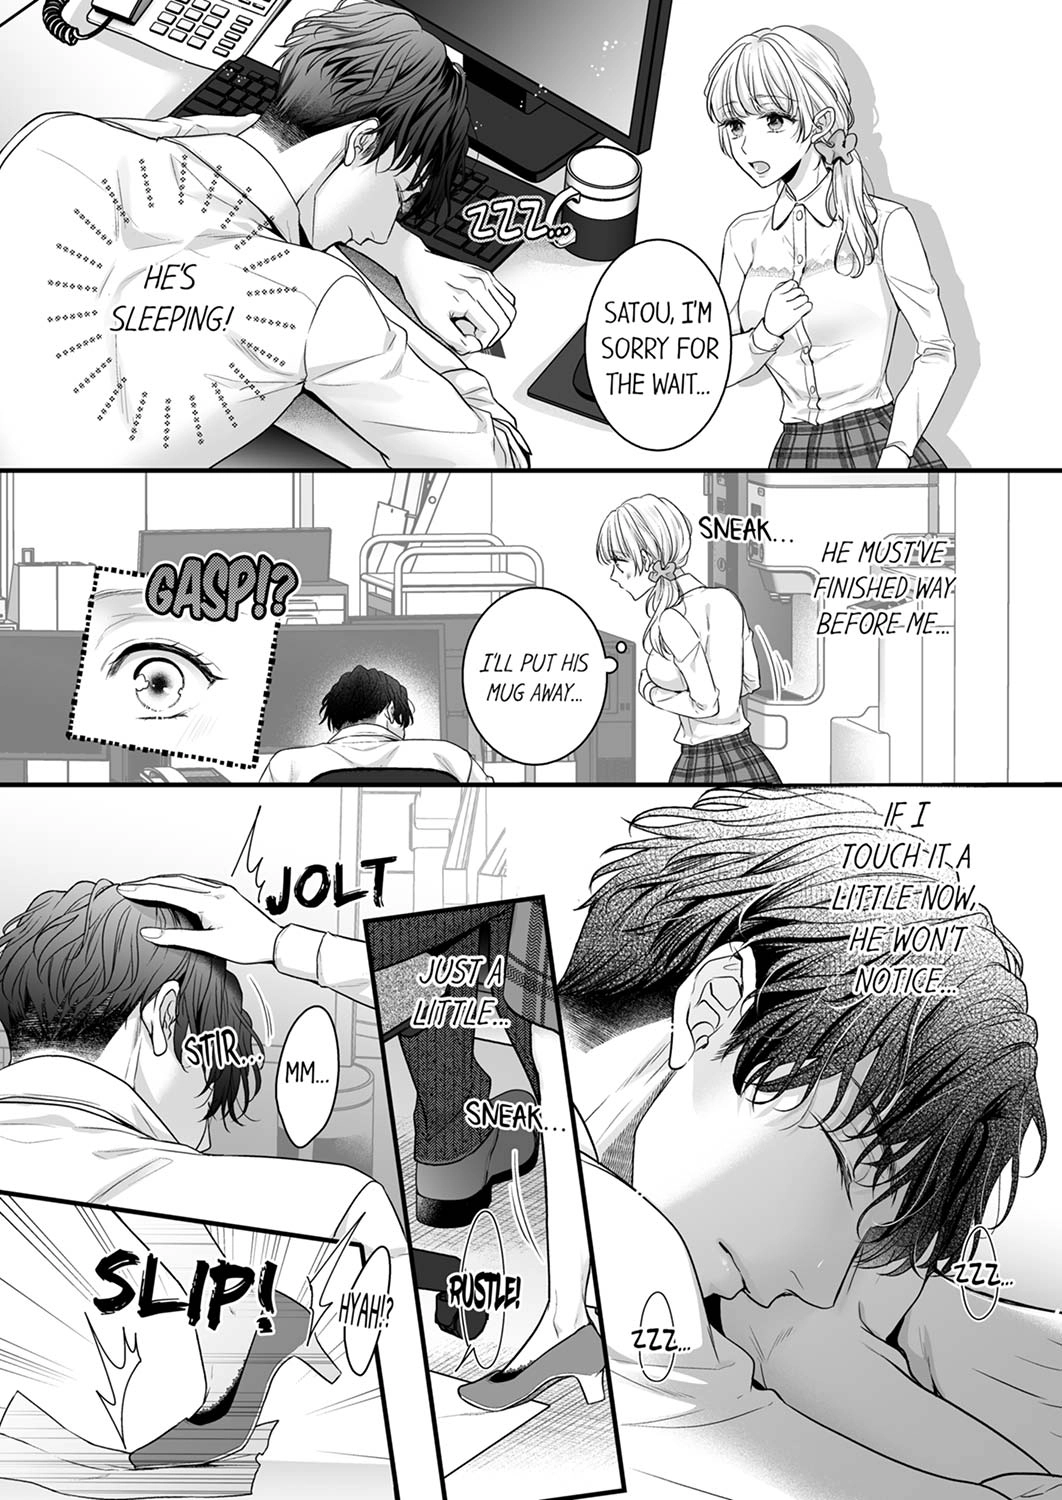 SATOU, I'M
SORRY FOR
THE WAIT...
ZZZ...
HE'S
SLEEPING!
SNEAK...
HE MUST'VE
FINISHED WAY
BEFORE ME...
I'LL PUT HIS
MUG AWAY...
GASP!?
IF I
TOUCH IT A
LITTLE NOW,
HE WON'T
NOTICE...
ZZZ...
ZZZ...
JUST A
LITTLE...
SNEAK...
RUSTLE!
JOLT
STIR...
MM...
HYAH!?
SLIP!